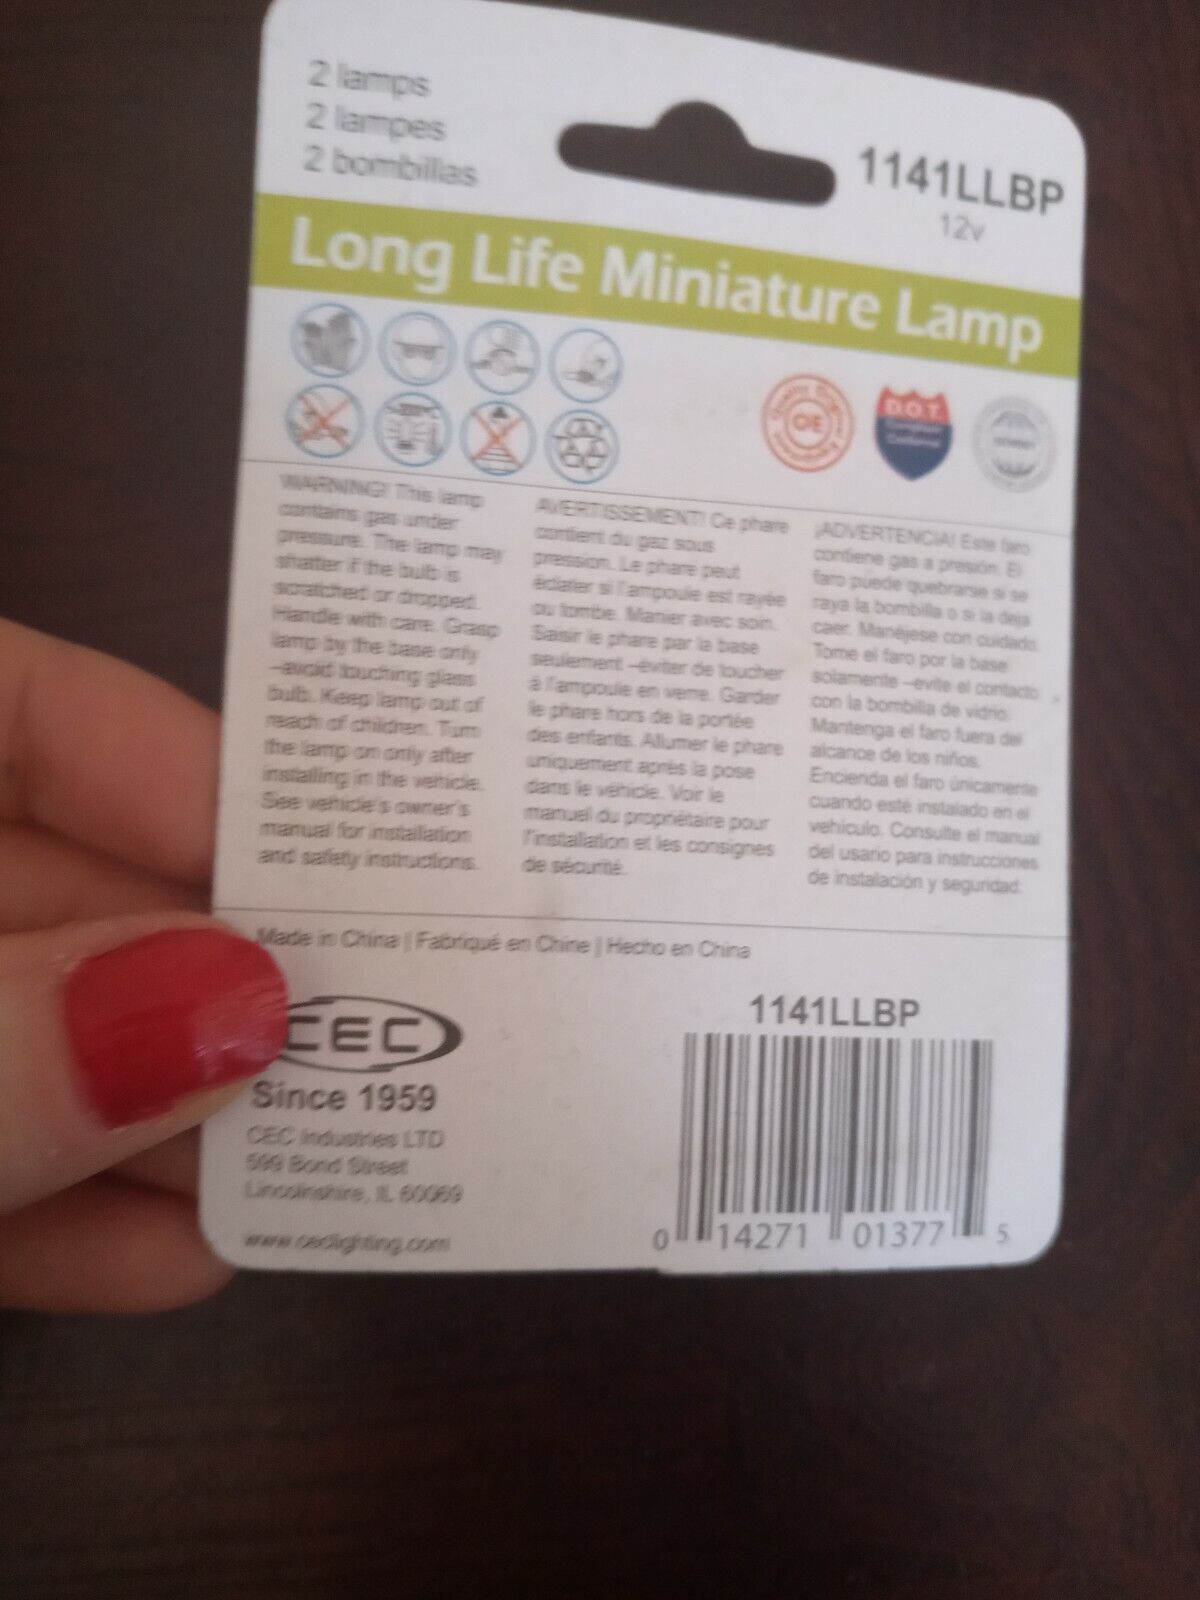 2 lamps
2 lampes
2 bombillas
1141LLBP
12v
Long Life Miniature Lamp
OE
D.O.T.
Compliant
WARNING! This lamp
contains gas under
pressure. The lamp may
shatter if the bulb is
scratched or dropped.
Handle with care. Grasp
lamp by the base only
–avoid touching glass
bulb. Keep lamp out of
reach of children. Turn
the lamp on only after
installing in the vehicle.
See vehicle's owner's
manual for installation
and safety instructions.
AVERTISSEMENT! Ce phare
contient du gaz sous
pression. Le phare peut
éclater si l'ampoule est rayée
ou tombe. Manier avec soin.
Saisir le phare par la base
seulement –éviter de toucher
à l'ampoule en verre. Garder
le phare hors de la portée
des enfants. Allumer le phare
uniquement après la pose
dans le véhicle. Voir le
manuel du propriétaire pour
l'installation et les consignes
de sécurité.
¡ADVERTENCIA! Este faro
contiene gas a presión. El
faro puede quebrarse si se
raya la bombilla o si la deja
caer. Manéjese con cuidado.
Tome el faro por la base
solamente –evite el contacto
con la bombilla de vidrio.
Mantenga el faro fuera del
alcance de los niños.
Encienda el faro únicamente
cuando esté instalado en el
vehículo. Consulte el manual
del usario para instrucciones
de instalación y seguridad.
Made in China | Fabriqué en Chine | Hecho en China
CEC
Since 1959
CEC Industries LTD
599 Bond Street
Lincolnshire, IL 60069
www.ceclighting.com
1141LLBP
0 14271 01377 5